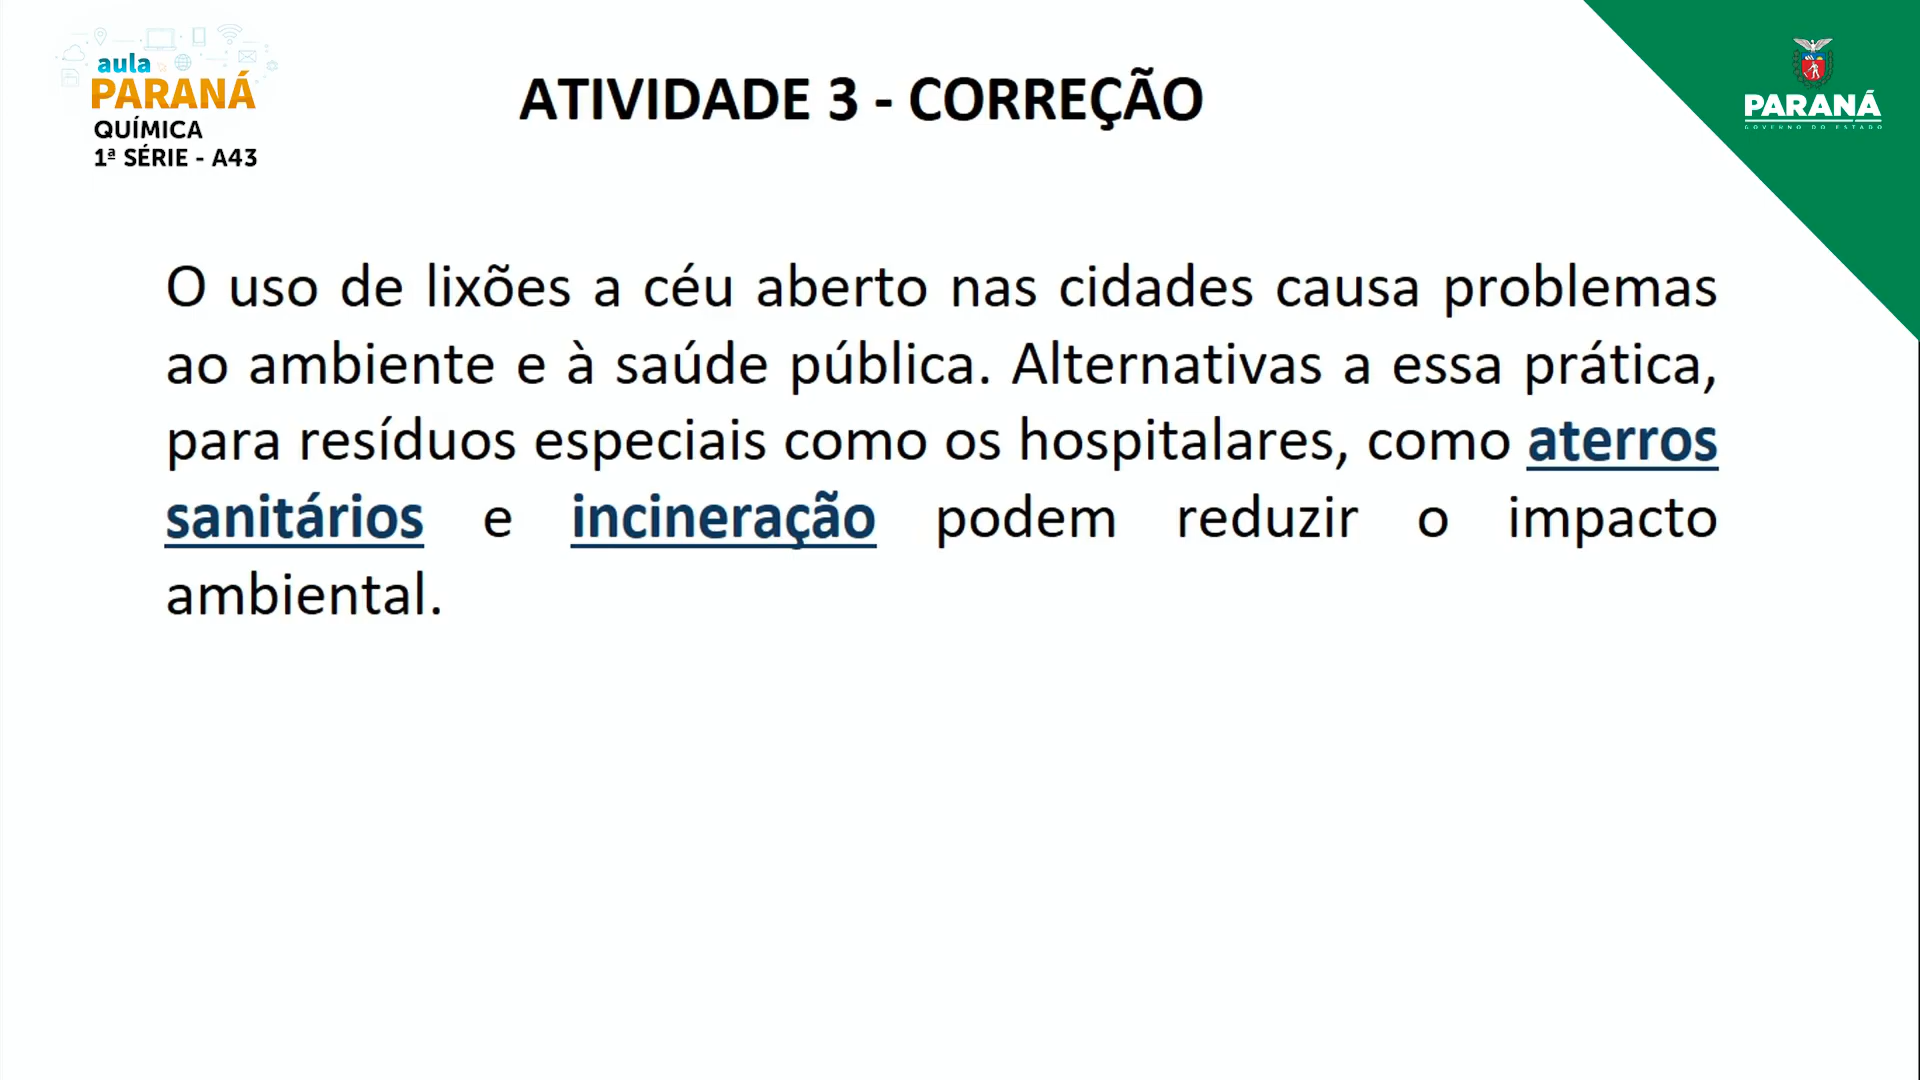 aula
PARANÁ
QUÍMICA
1ª SÉRIE - A43
ATIVIDADE 3 - CORREÇÃO
PARANÁ
GOVERNO DO ESTADO
O uso de lixões a céu aberto nas cidades causa problemas
ao ambiente e à saúde pública. Alternativas a essa prática,
para resíduos especiais como os hospitalares, como aterros
sanitários e incineração podem reduzir o impacto
ambiental.